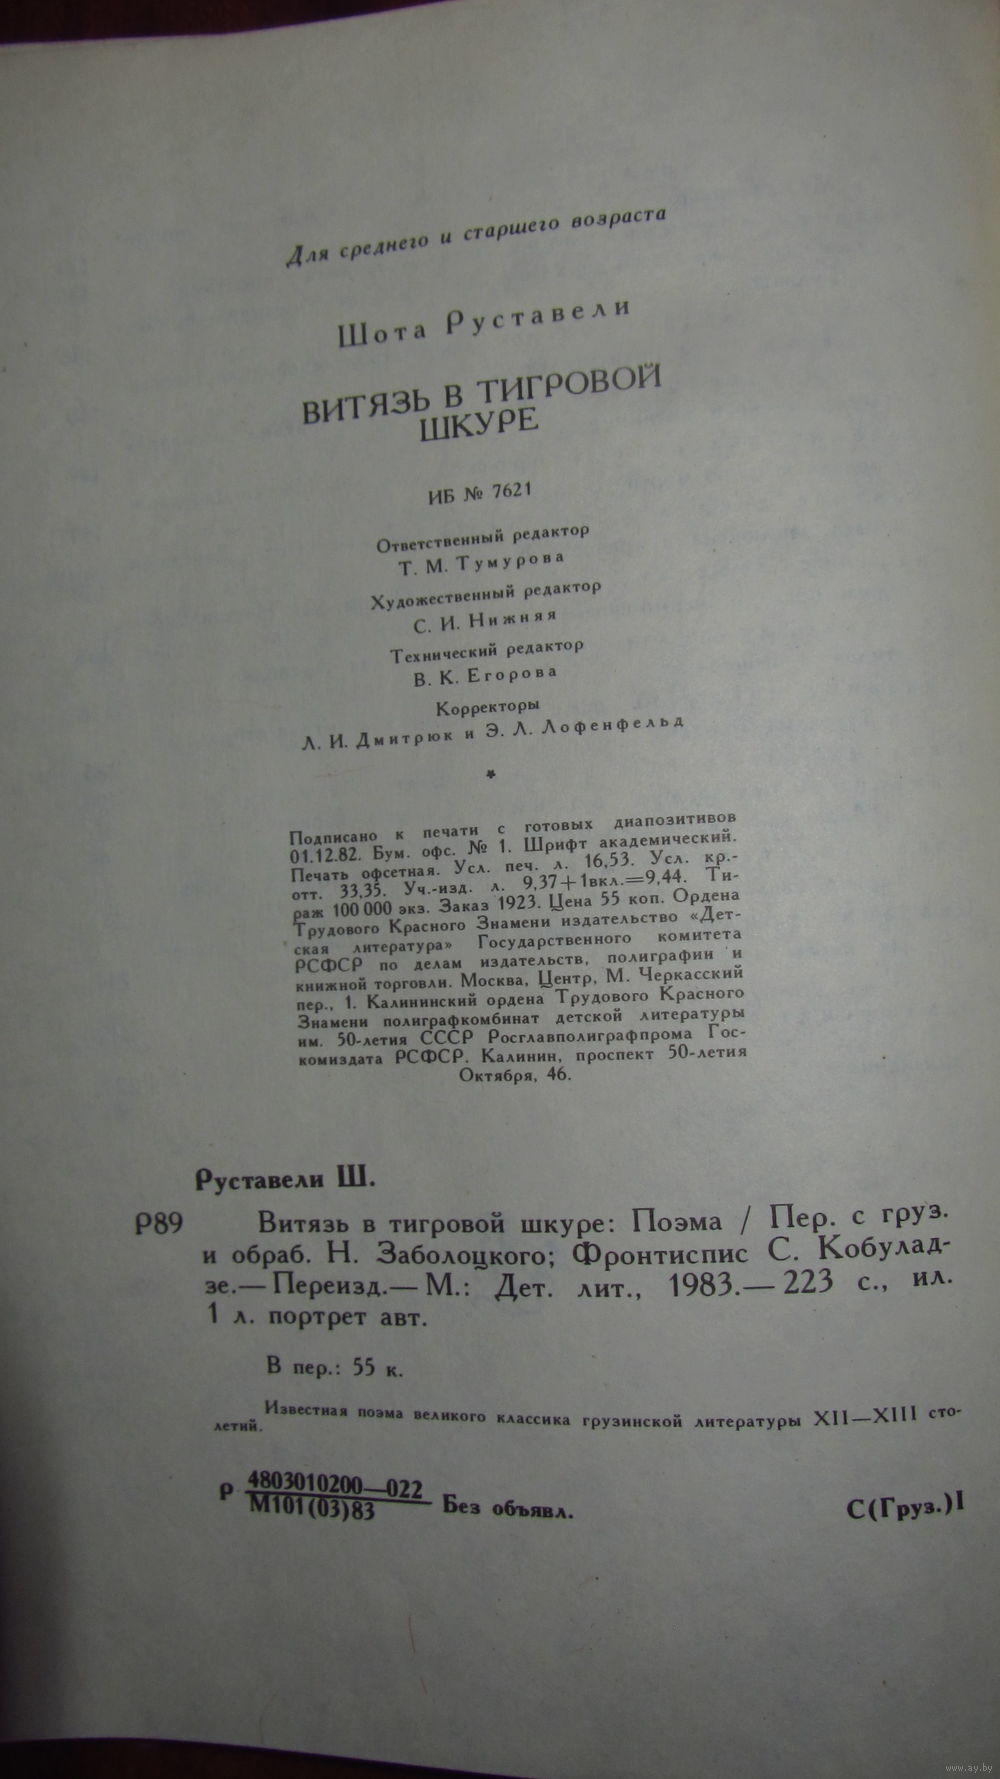 Для среднего и старшего возраста
Шота Руставели
ВИТЯЗЬ В ТИГРОВОЙ
ШКУРЕ
ИБ № 7621
Ответственный редактор
Т. М. Тумурова
Художественный редактор
С. И. Нижняя
Технический редактор
В. К. Егорова
Корректоры
Л. И. Дмитрюк и Э. Л. Лофенфельд
*
Подписано к печати с готовых диапозитивов
01.12.82. Бум. офс. № 1. Шрифт академический.
Печать офсетная. Усл. печ. л. 16,53. Усл. кр.-
отт. 33,35. Уч.-изд. л. 9,37+1вкл.=9,44. Ти-
раж 100 000 экз. Заказ 1923. Цена 55 коп. Ордена
Трудового Красного Знамени издательство «Дет-
ская литература» Государственного комитета
РСФСР по делам издательств, полиграфии и
книжной торговли. Москва, Центр, М. Черкасский
пер., 1. Калининский ордена Трудового Красного
Знамени полиграфкомбинат детской литературы
им. 50-летия СССР Росглавполиграфпрома Гос-
комиздата РСФСР. Калинин, проспект 50-летия
Октября, 46.
Руставели Ш.
Р89 Витязь в тигровой шкуре: Поэма / Пер. с груз.
и обраб. Н. Заболоцкого; Фронтиспис С. Кобулад-
зе.— Переизд.— М.: Дет. лит., 1983.— 223 с., ил.
1 л. портрет авт.
В пер.: 55 к.
Известная поэма великого классика грузинской литературы XII—XIII сто-
летий.
Р 4803010200—022
М101(03)83 Без объявл. С(Груз.)I
www.ay.by